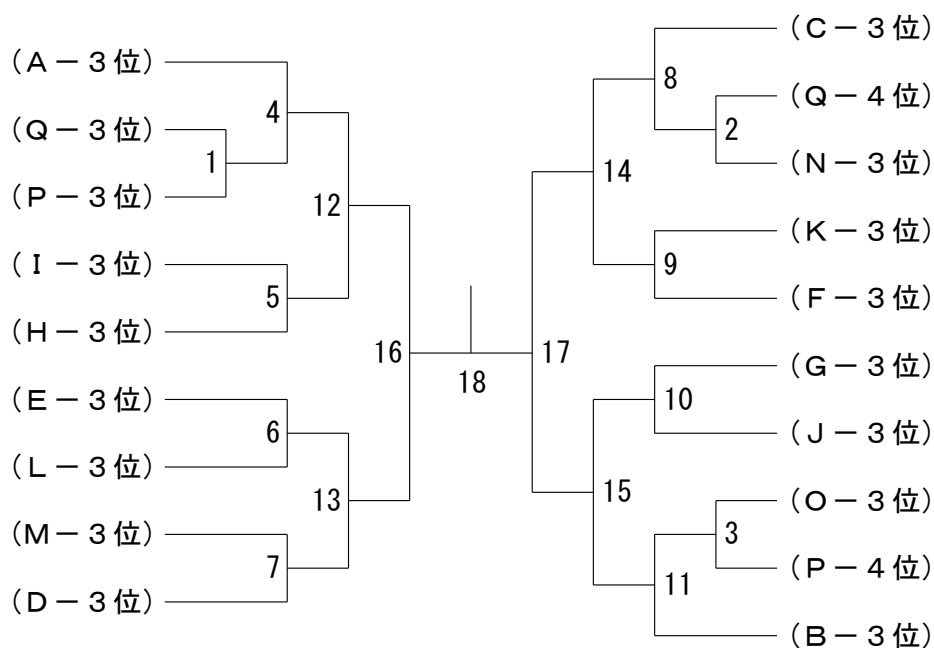 （A－３位）
（Q－３位）
（P－３位）
（I－３位）
（H－３位）
（E－３位）
（L－３位）
（M－３位）
（D－３位）
1
4
5
6
7
12
13
16
18
17
14
15
8
9
10
11
2
3
（C－３位）
（Q－４位）
（N－３位）
（K－３位）
（F－３位）
（G－３位）
（J－３位）
（O－３位）
（P－４位）
（B－３位）